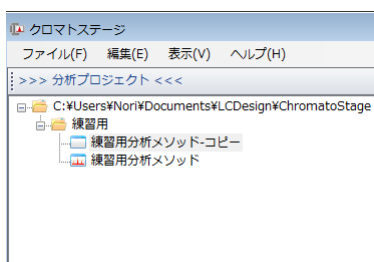 クロマトステージ
ファイル(F) 編集(E) 表示(V) ヘルプ(H)
>>> 分析プロジェクト <<<
C:¥Users¥Nori¥Documents¥LCDesign¥ChromatoStage
練習用
練習用分析メソッド-コピー
練習用分析メソッド